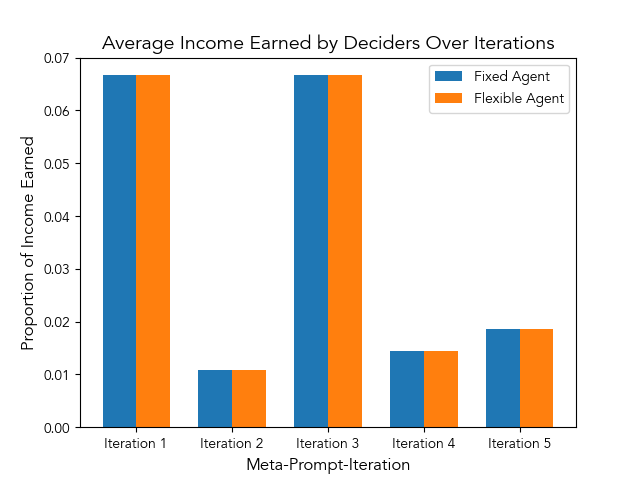 Average Income Earned by Deciders Over Iterations
Fixed Agent
Flexible Agent
Proportion of Income Earned
0.07
0.06
0.05
0.04
0.03
0.02
0.01
0.00
Iteration 1 Iteration 2 Iteration 3 Iteration 4 Iteration 5
Meta-Prompt-Iteration